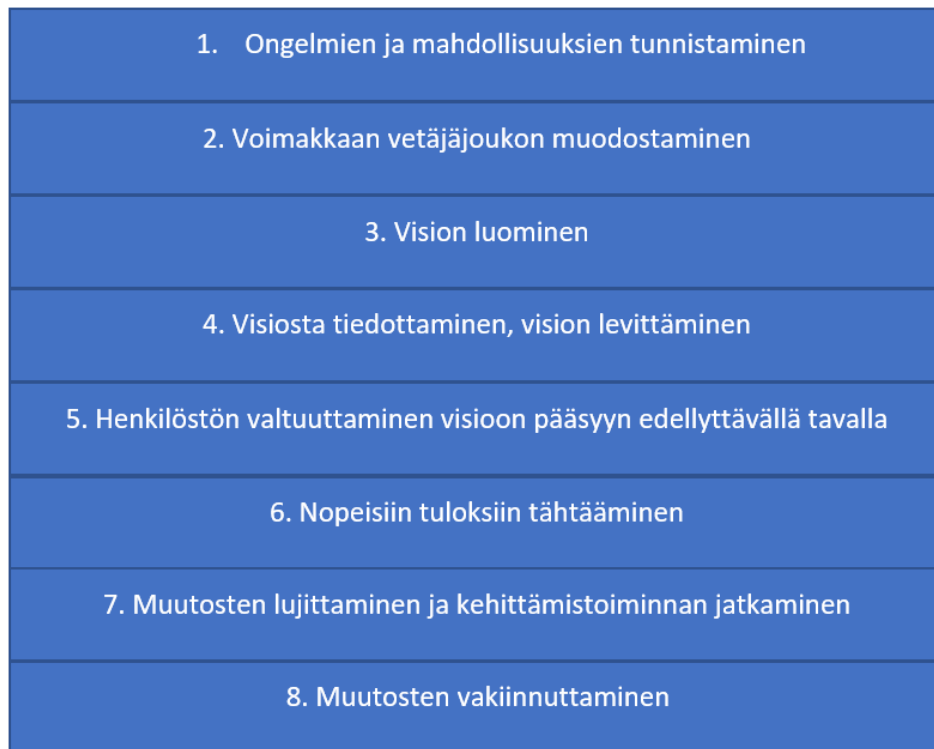 1. Ongelmien ja mahdollisuuksien tunnistaminen
2. Voimakkaan vetäjäjoukon muodostaminen
3. Vision luominen
4. Visiosta tiedottaminen, vision levittäminen
5. Henkilöstön valtuuttaminen visioon pääsyn edellyttävällä tavalla
6. Nopeisiin tuloksiin tähtääminen
7. Muutosten lujittaminen ja kehittämistoiminnan jatkaminen
8. Muutosten vakiinnuttaminen